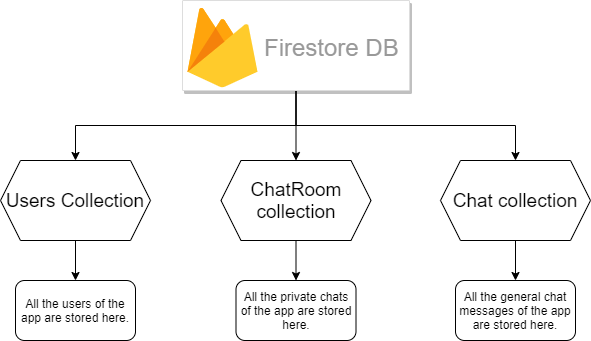 Firestore DB
Users Collection
ChatRoom
collection
Chat collection
All the users of the
app are stored here.
All the private chats
of the app are stored
here.
All the general chat
messages of the app
are stored here.